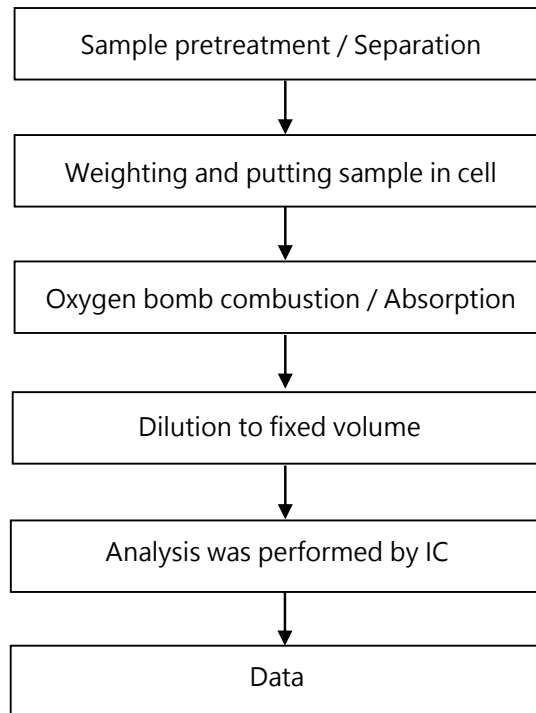 Sample pretreatment / Separation
Weighting and putting sample in cell
Oxygen bomb combustion / Absorption
Dilution to fixed volume
Analysis was performed by IC
Data